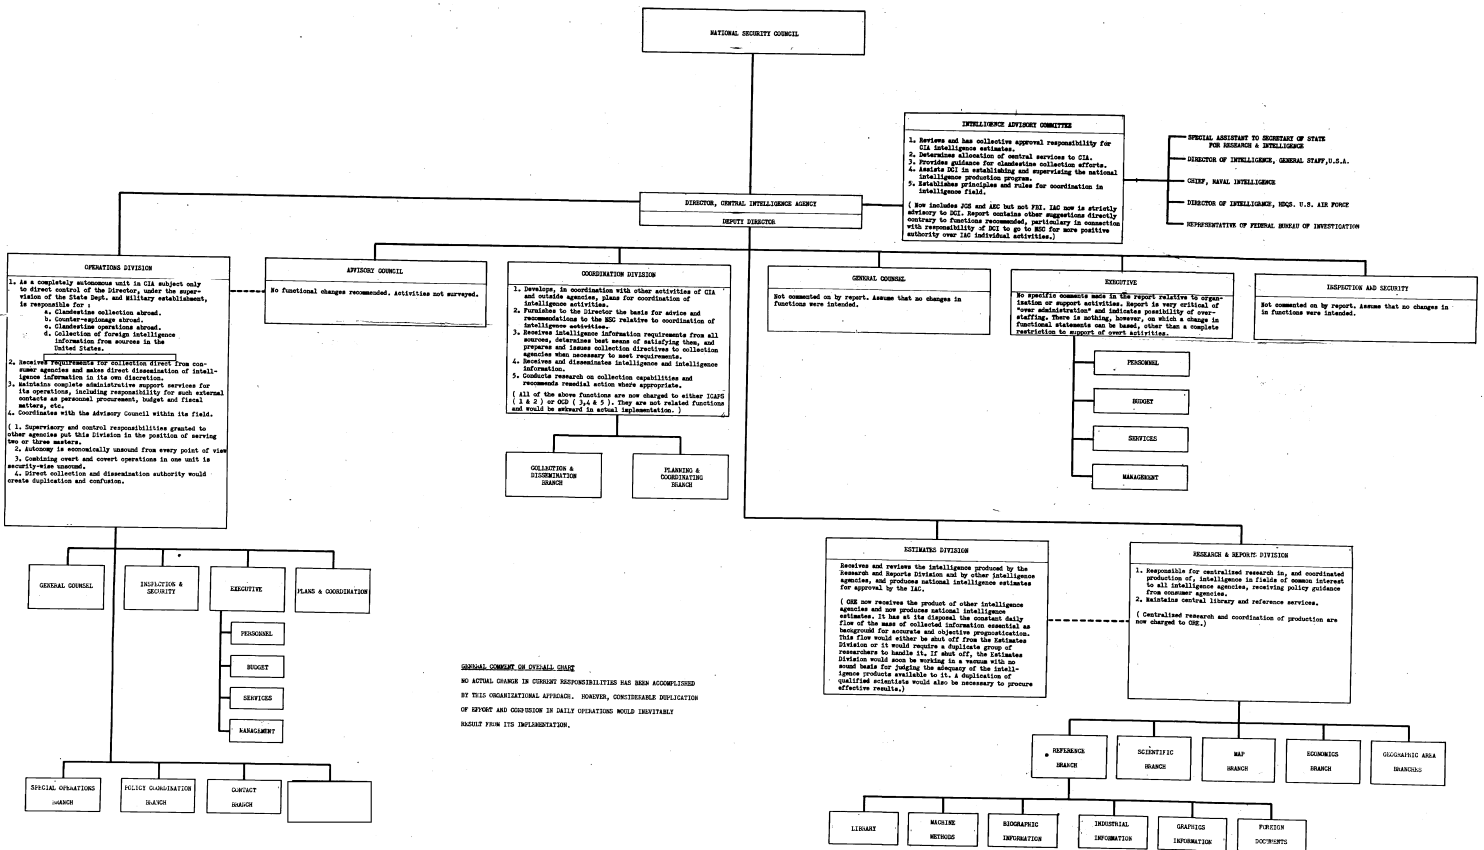 NATIONAL SECURITY COUNCIL
INTELLIGENCE ADVISORY COMMITTEE
1. Reviews and has collective approval responsibility for
CIA intelligence estimates.
2. Determines allocation of central services to CIA.
3. Provides guidance for clandestine collection efforts.
4. Assists DCI in establishing and supervising the national
intelligence production program.
5. Establishes principles and rules for coordination in
intelligence field.
( Now includes JCS and AEC but not FBI. IAC now is strictly
advisory to DCI. Report contains other suggestions directly
contrary to functions recommended, particulary in connection
with responsibility of DCI to go to NSC for more positive
authority over IAC individual activities.)
SPECIAL ASSISTANT TO SECRETARY OF STATE
FOR RESEARCH & INTELLIGENCE
DIRECTOR OF INTELLIGENCE, GENERAL STAFF,U.S.A.
CHIEF, NAVAL INTELLIGENCE
DIRECTOR OF INTELLIGENCE, HDQS. U.S. AIR FORCE
REPRESENTATIVE OF FEDERAL BUREAU OF INVESTIGATION
DIRECTOR, CENTRAL INTELLIGENCE AGENCY
DEPUTY DIRECTOR
OPERATIONS DIVISION
1. As a completely autonomous unit in CIA subject only
to direct control of the Director, under the super-
vision of the State Dept. and Military establishment,
is responsible for :
a. Clandestine collection abroad.
b. Counter-espionage abroad.
c. Clandestine operations abroad.
d. Collection of foreign intelligence
information from sources in the
United States.
2. Receives requirements for collection direct from con-
sumer agencies and makes direct dissemination of intell-
igence information in its own discretion.
3. Maintains complete administrative support services for
its operations, including responsibility for such external
contacts as personnel procurement, budget and fiscal
matters, etc.
4. Coordinates with the Advisory Council within its field.
( 1. Supervisory and control responsibilities granted to
other agencies put this Division in the position of serving
two or three masters.
2. Autonomy is economically unsound from every point of view
3. Combining overt and covert operations in one unit is
security-wise unsound.
4. Direct collection and dissemination authority would
create duplication and confusion.
ADVISORY COUNCIL
No functional changes recommended. Activities not surveyed.
COORDINATION DIVISION
1. Develops, in coordination with other activities of CIA
and outside agencies, plans for coordination of
intelligence activities.
2. Furnishes to the Director the basis for advice and
recommendations to the NSC relative to coordination of
intelligence activities.
3. Receives intelligence information requirements from all
sources, determines best means of satisfying them, and
prepares and issues collection directives to collection
agencies when necessary to meet requirements.
4. Receives and disseminates intelligence and intelligence
information.
5. Conducts research on collection capabilities and
recommends remedial action where appropriate.
( All of the above functions are now charged to either ICAPS
( 1 & 2 ) or OCD ( 3,4 & 5 ). They are not related functions
and would be awkward in actual implementation. )
GENERAL COUNSEL
Not commented on by report. Assume that no changes in
functions were intended.
EXECUTIVE
No specific comments made in the report relative to organ-
ization or support activities. Report is very critical of
"over administration" and indicates possibility of over-
staffing. There is nothing, however, on which a change in
functional statements can be based, other than a complete
restriction to support of overt activities.
INSPECTION AND SECURITY
Not commented on by report. Assume that no changes in
in functions were intended.
PERSONNEL
BUDGET
SERVICES
MANAGEMENT
COLLECTION &
DISSEMINATION
BRANCH
PLANNING &
COORDINATING
BRANCH
ESTIMATES DIVISION
Receives and reviews the intelligence produced by the
Research and Reports Division and by other intelligence
agencies, and produces national intelligence estimates
for approval by the IAC.
( ORE now receives the product of other intelligence
agencies and now produces national intelligence
estimates. It has at its disposal the constant daily
flow of the mass of collected information essential as
background for accurate and objective prognostication.
This flow would either be shut off from the Estimates
Division or it would require a duplicate group of
researchers to handle it. If shut off, the Estimates
Division would soon be working in a vacuum with no
sound basis for judging the adequacy of the intell-
igence products available to it. A duplication of
qualified scientists would also be necessary to procure
effective results.)
RESEARCH & REPORTS DIVISION
1. Responsible for centralized research in, and coordinated
production of, intelligence in fields of common interest
to all intelligence agencies, receiving policy guidance
from consumer agencies.
2. Maintains central library and reference services.
( Centralized research and coordination of production are
now charged to ORE.)
GENERAL COUNSEL
INSPECTION &
SECURITY
EXECUTIVE
PLANS & COORDINATION
PERSONNEL
BUDGET
SERVICES
MANAGEMENT
GENERAL COMMENT ON OVERALL CHART
NO ACTUAL CHANGE IN CURRENT RESPONSIBILITIES HAS BEEN ACCOMPLISHED
BY THIS ORGANIZATIONAL APPROACH. HOWEVER, CONSIDERABLE DUPLICATION
OF EFFORT AND CONFUSION IN DAILY OPERATIONS WOULD INEVITABLY
RESULT FROM ITS IMPLEMENTATION.
SPECIAL OPERATIONS
BRANCH
POLICY COORDINATION
BRANCH
CONTACT
BRANCH
REFERENCE
BRANCH
SCIENTIFIC
BRANCH
MAP
BRANCH
ECONOMICS
BRANCH
GEOGRAPHIC AREA
BRANCHES
LIBRARY
MACHINE
METHODS
BIOGRAPHIC
INFORMATION
INDUSTRIAL
INFORMATION
GRAPHICS
INFORMATION
FOREIGN
DOCUMENTS